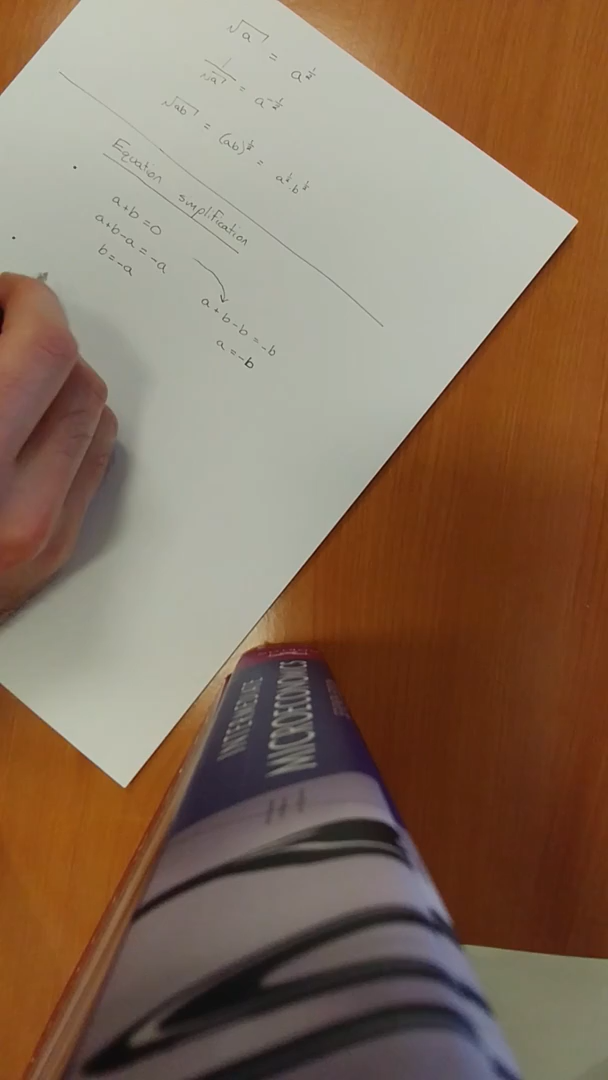 √a = a^½
1/√a = a^-½
√ab = (ab)^½ = a^½ b^½
Equation simplification
a+b=0
a+b-a=-a
b=-a
a+b-b=-b
a=-b
INTERMEDIATE
MICROECONOMICS